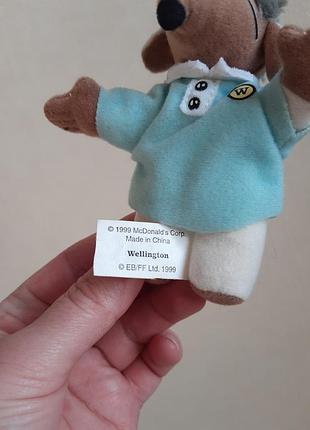 W
© 1999 McDonald's Corp.
Made in China
Wellington
© EB/FF Ltd. 1999